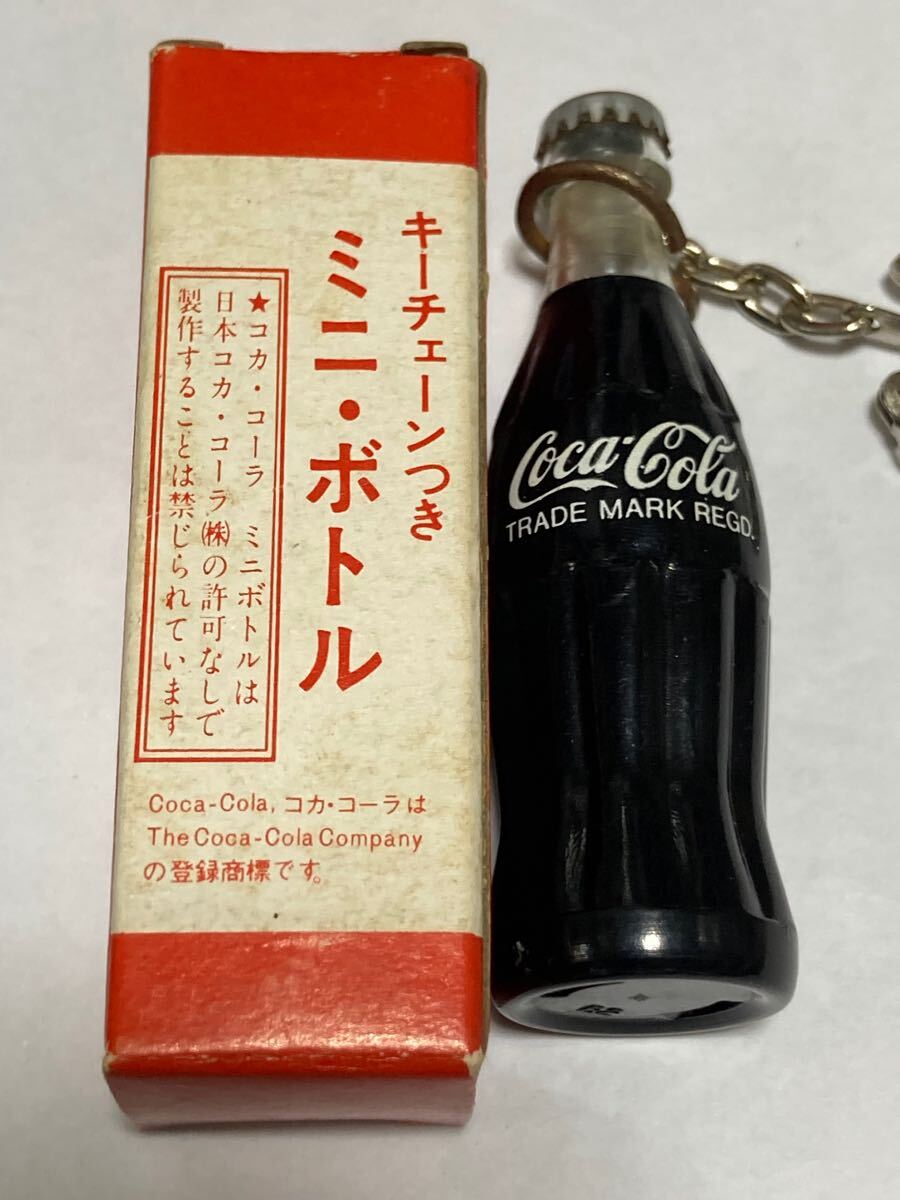 キーチェーンつき
ミニ・ボトル
★コカ・コーラ ミニボトルは
日本コカ・コーラ㈱の許可なしで
製作することは禁じられています
Coca-Cola, コカ・コーラは
The Coca-Cola Company
の登録商標です。
Coca-Cola
TRADE MARK REGD.